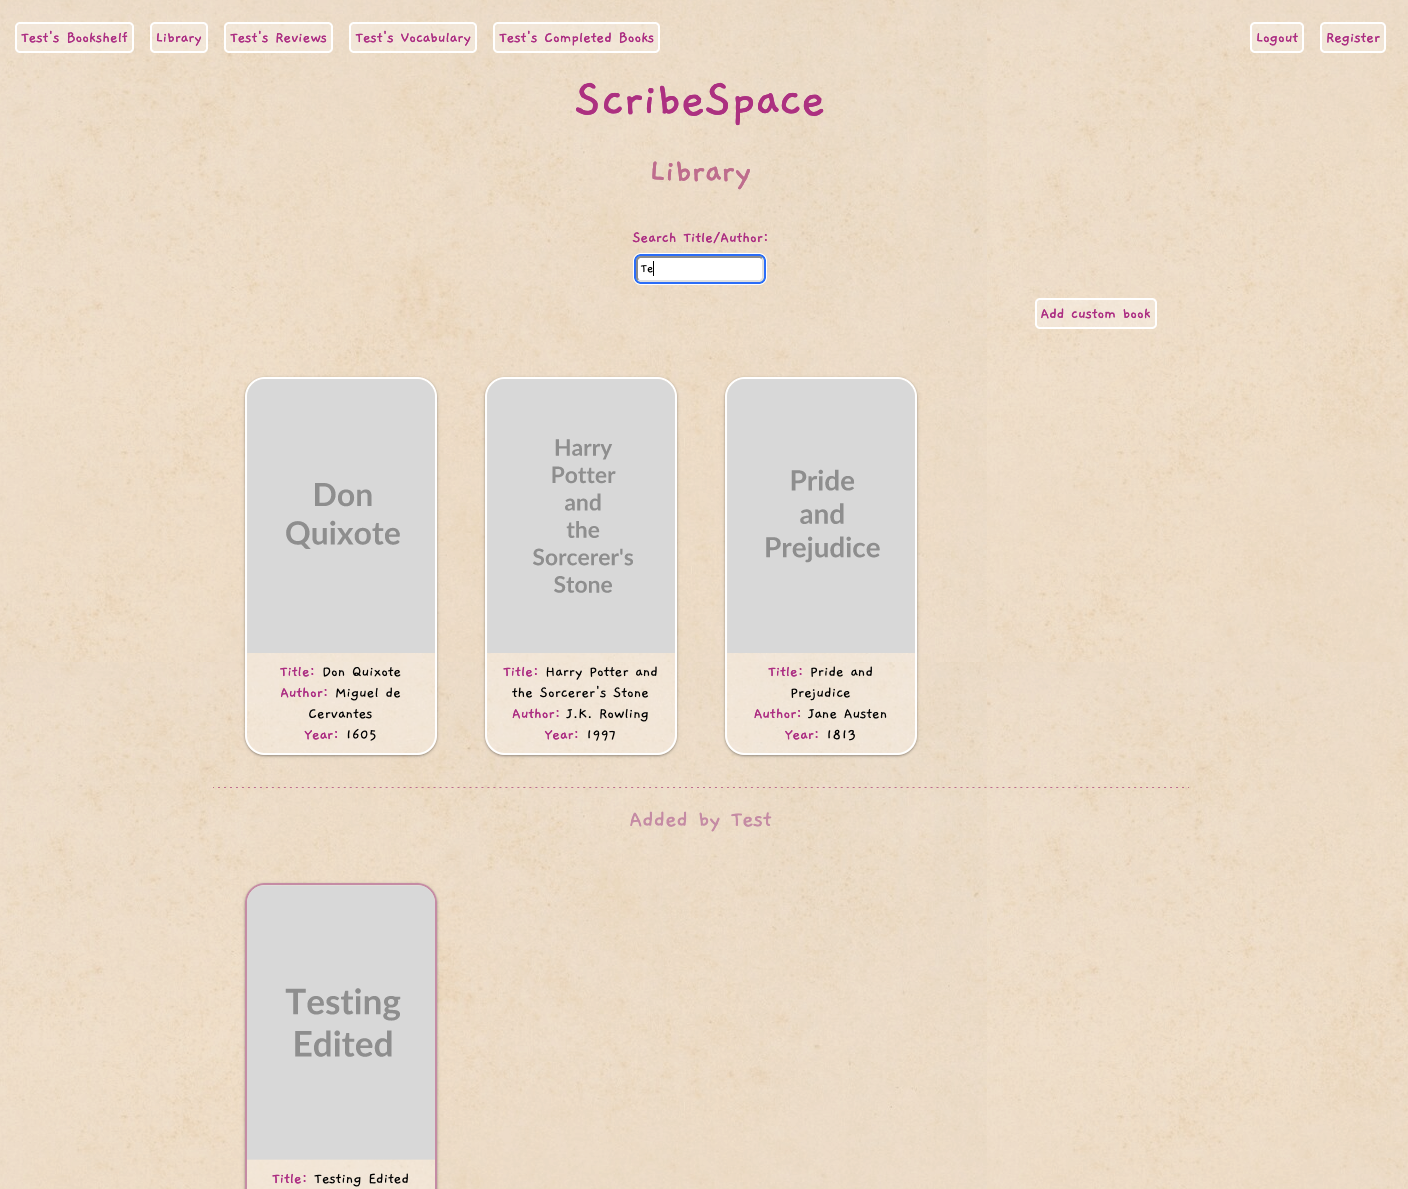 Test's Bookshelf Library Test's Reviews Test's Vocabulary Test's Completed Books Logout Register
ScribeSpace
Library
Search Title/Author:
Te
Add custom book
Don
Quixote
Title: Don Quixote
Author: Miguel de
Cervantes
Year: 1605
Harry
Potter
and
the
Sorcerer's
Stone
Title: Harry Potter and
the Sorcerer's Stone
Author: J.K. Rowling
Year: 1997
Pride
and
Prejudice
Title: Pride and
Prejudice
Author: Jane Austen
Year: 1813
Added by Test
Testing
Edited
Title: Testing Edited